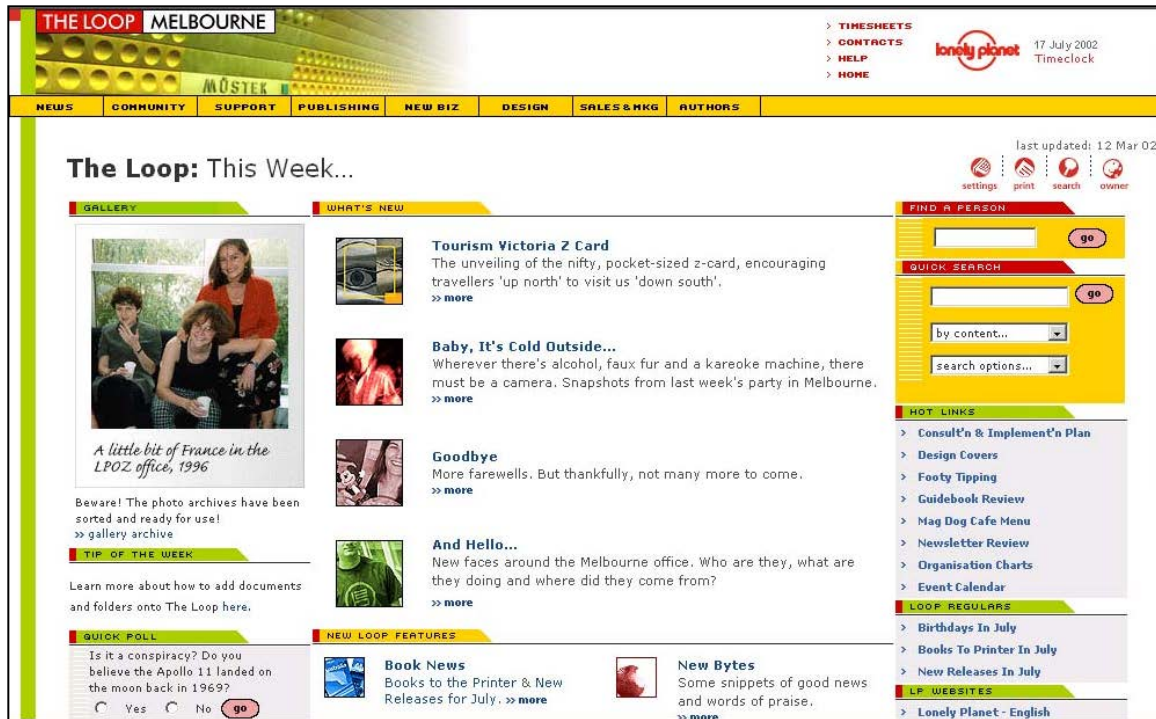 THE LOOP MELBOURNE
MŮSTEK
> TIMESHEETS
> CONTACTS
> HELP
> HOME
lonely planet
17 July 2002
Timeclock
NEWS COMMUNITY SUPPORT PUBLISHING NEW BIZ DESIGN SALES & MKG AUTHORS
last updated: 12 Mar 02
The Loop: This Week...
settings print search owner
GALLERY
A little bit of France in the
LPOZ office, 1996
Beware! The photo archives have been
sorted and ready for use!
» gallery archive
TIP OF THE WEEK
Learn more about how to add documents
and folders onto The Loop here.
QUICK POLL
Is it a conspiracy? Do you
believe the Apollo 11 landed on
the moon back in 1969?
Yes No go
WHAT'S NEW
Tourism Victoria Z Card
The unveiling of the nifty, pocket-sized z-card, encouraging
travellers 'up north' to visit us 'down south'.
» more
Baby, It's Cold Outside...
Wherever there's alcohol, faux fur and a kareoke machine, there
must be a camera. Snapshots from last week's party in Melbourne.
» more
Goodbye
More farewells. But thankfully, not many more to come.
» more
And Hello...
New faces around the Melbourne office. Who are they, what are
they doing and where did they come from?
» more
NEW LOOP FEATURES
Book News
Books to the Printer & New
Releases for July. » more
New Bytes
Some snippets of good news
and words of praise.
» more
FIND A PERSON
go
QUICK SEARCH
go
by content...
search options...
HOT LINKS
> Consult'n & Implement'n Plan
> Design Covers
> Footy Tipping
> Guidebook Review
> Mag Dog Cafe Menu
> Newsletter Review
> Organisation Charts
> Event Calendar
LOOP REGULARS
> Birthdays In July
> Books To Printer In July
> New Releases In July
LP WEBSITES
> Lonely Planet - English